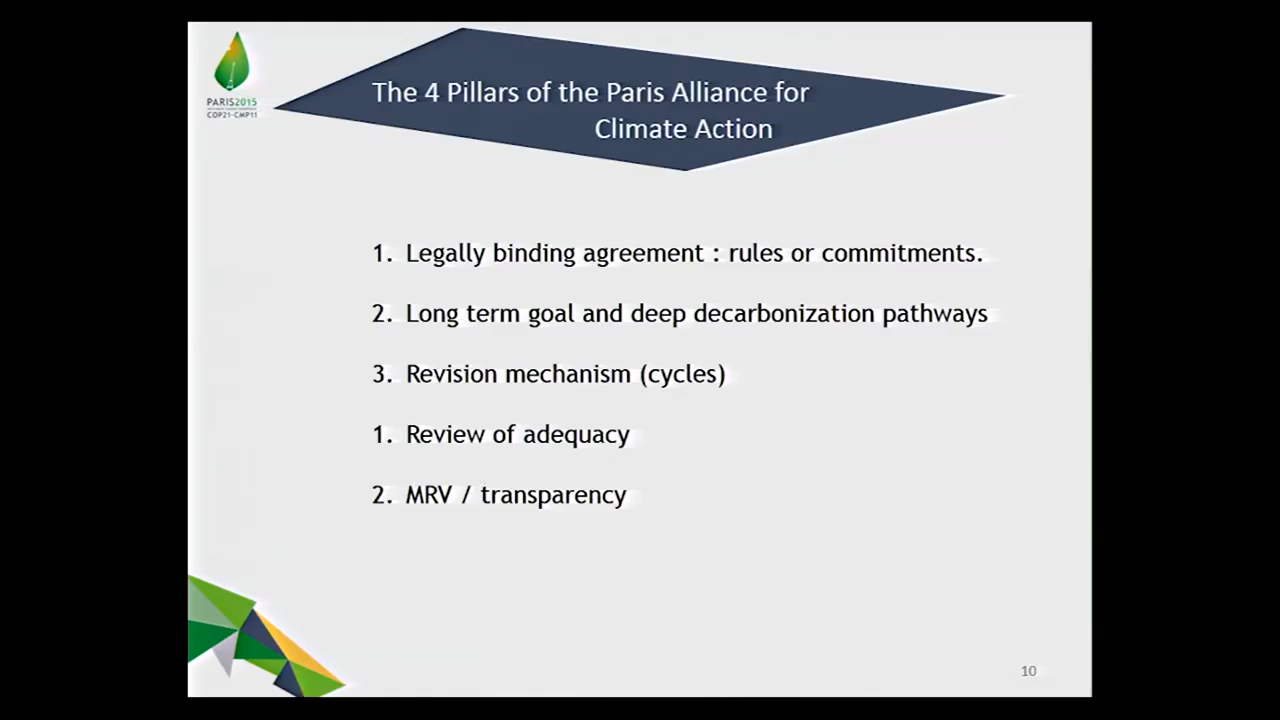 PARIS2015
COP21-CMP11
The 4 Pillars of the Paris Alliance for
Climate Action
1. Legally binding agreement : rules or commitments.
2. Long term goal and deep decarbonization pathways
3. Revision mechanism (cycles)
1. Review of adequacy
2. MRV / transparency
10